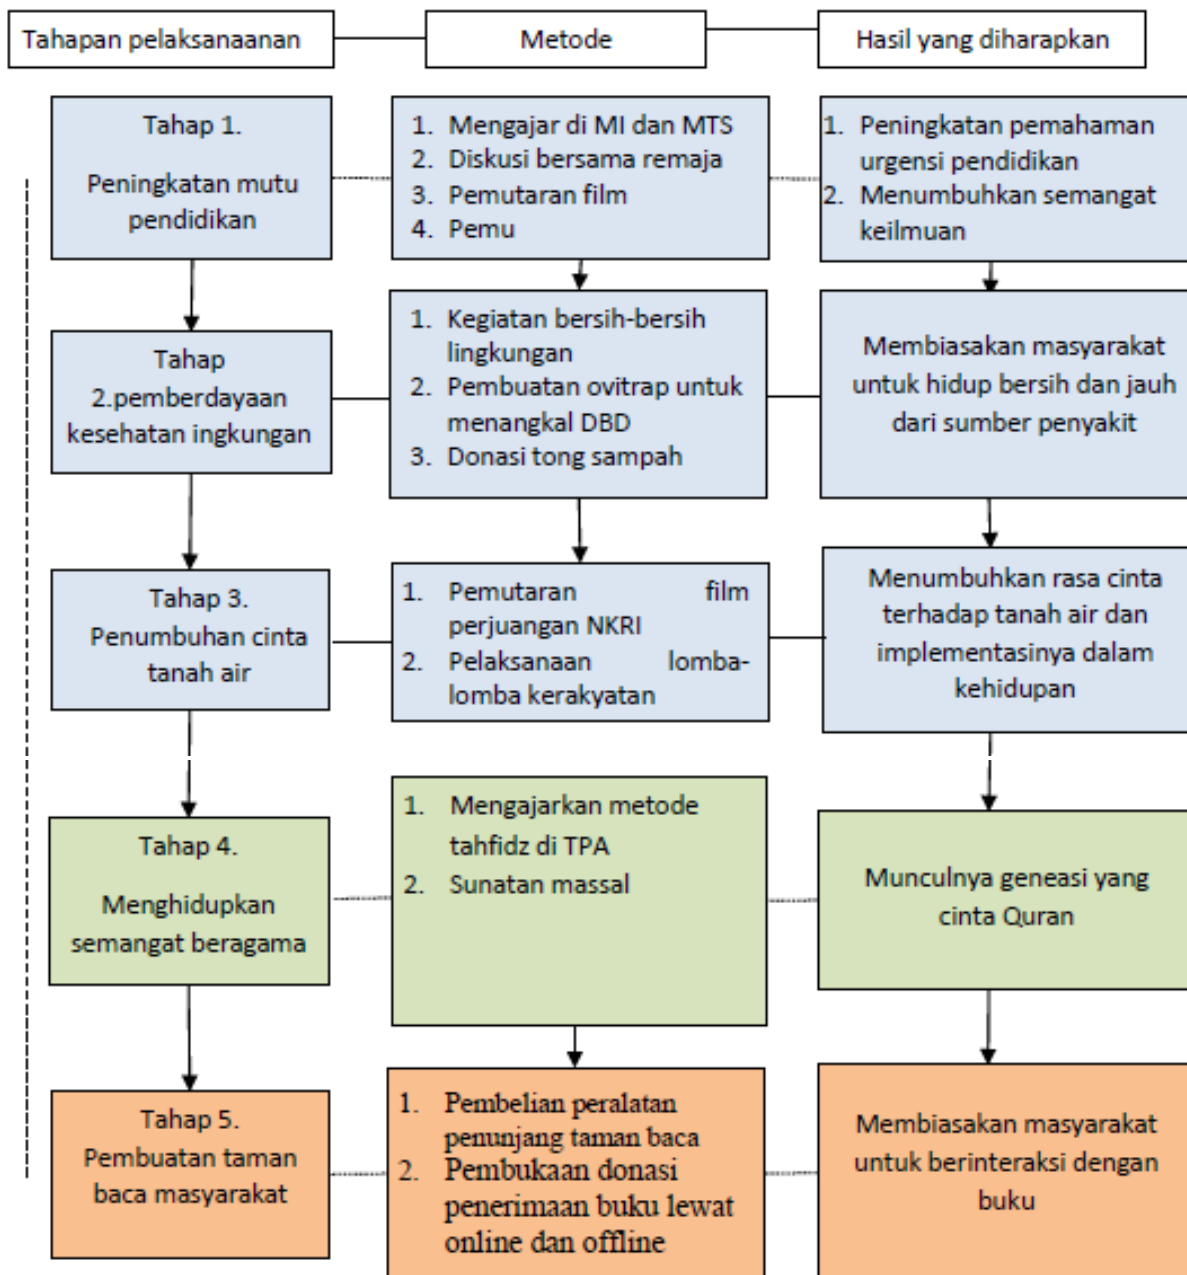 Tahapan pelaksanaanan
Metode
Hasil yang diharapkan
Tahap 1.
Peningkatan mutu
pendidikan
1. Mengajar di MI dan MTS
2. Diskusi bersama remaja
3. Pemutaran film
4. Pemu
1. Peningkatan pemahaman
urgensi pendidikan
2. Menumbuhkan semangat
keilmuan
Tahap
2.pemberdayaan
kesehatan ingkungan
1. Kegiatan bersih-bersih
lingkungan
2. Pembuatan ovitrap untuk
menangkal DBD
3. Donasi tong sampah
Membiasakan masyarakat
untuk hidup bersih dan jauh
dari sumber penyakit
Tahap 3.
Penumbuhan cinta
tanah air
1. Pemutaran film
perjuangan NKRI
2. Pelaksanaan lomba-
lomba kerakyatan
Menumbuhkan rasa cinta
terhadap tanah air dan
implementasinya dalam
kehidupan
Tahap 4.
Menghidupkan
semangat beragama
1. Mengajarkan metode
tahfidz di TPA
2. Sunatan massal
Munculnya geneasi yang
cinta Quran
Tahap 5.
Pembuatan taman
baca masyarakat
1. Pembelian peralatan
penunjang taman baca
2. Pembukaan donasi
penerimaan buku lewat
online dan offline
Membiasakan masyarakat
untuk berinteraksi dengan
buku